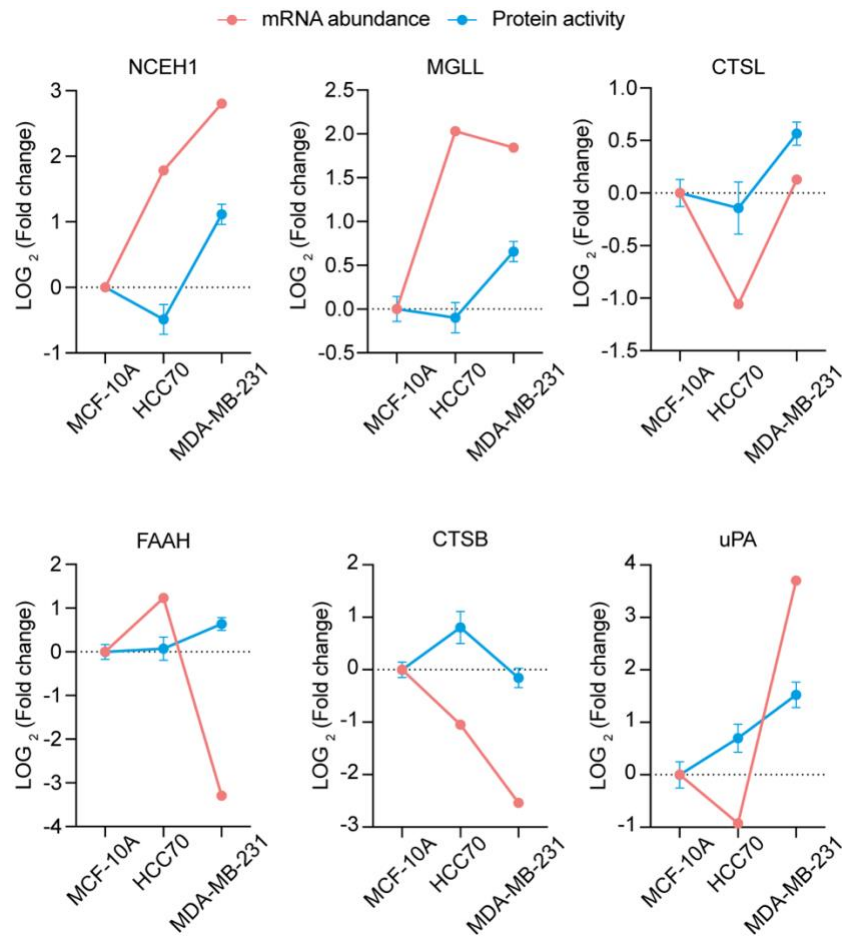 mRNA abundance Protein activity
NCEH1
LOG 2 (Fold change)
3
2
1
0
-1
MCF-10A
HCC70
MDA-MB-231
MGLL
LOG 2 (Fold change)
2.5
2.0
1.5
1.0
0.5
0.0
-0.5
MCF-10A
HCC70
MDA-MB-231
CTSL
LOG 2 (Fold change)
1.0
0.5
0.0
-0.5
-1.0
-1.5
MCF-10A
HCC70
MDA-MB-231
FAAH
LOG 2 (Fold change)
2
1
0
-1
-2
-3
-4
MCF-10A
HCC70
MDA-MB-231
CTSB
LOG 2 (Fold change)
2
1
0
-1
-2
-3
MCF-10A
HCC70
MDA-MB-231
uPA
LOG 2 (Fold change)
4
3
2
1
0
-1
MCF-10A
HCC70
MDA-MB-231